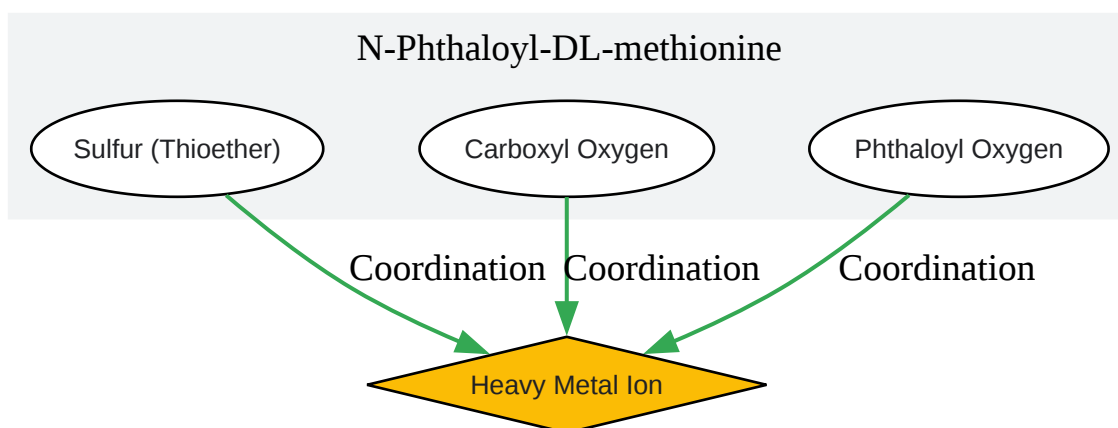 N-Phthaloyl-DL-methionine
Sulfur (Thioether)
Carboxyl Oxygen
Phthaloyl Oxygen
Coordination
Coordination
Coordination
Heavy Metal Ion